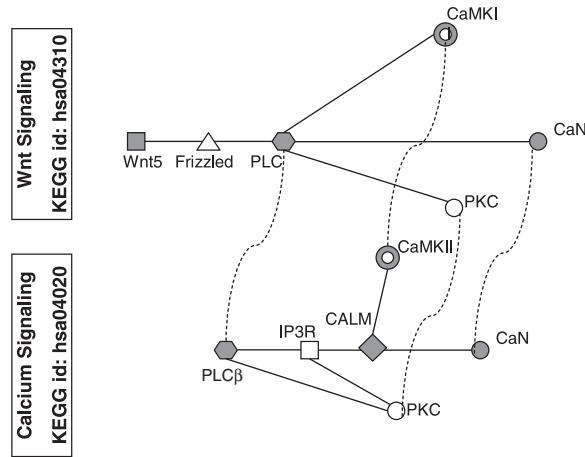 Wnt Signaling
KEGG id: hsa04310
CaMKI
Wnt5
Frizzled
PLC
CaN
PKC
Calcium Signaling
KEGG id: hsa04020
CaMKII
IP3R
CALM
CaN
PLCβ
PKC